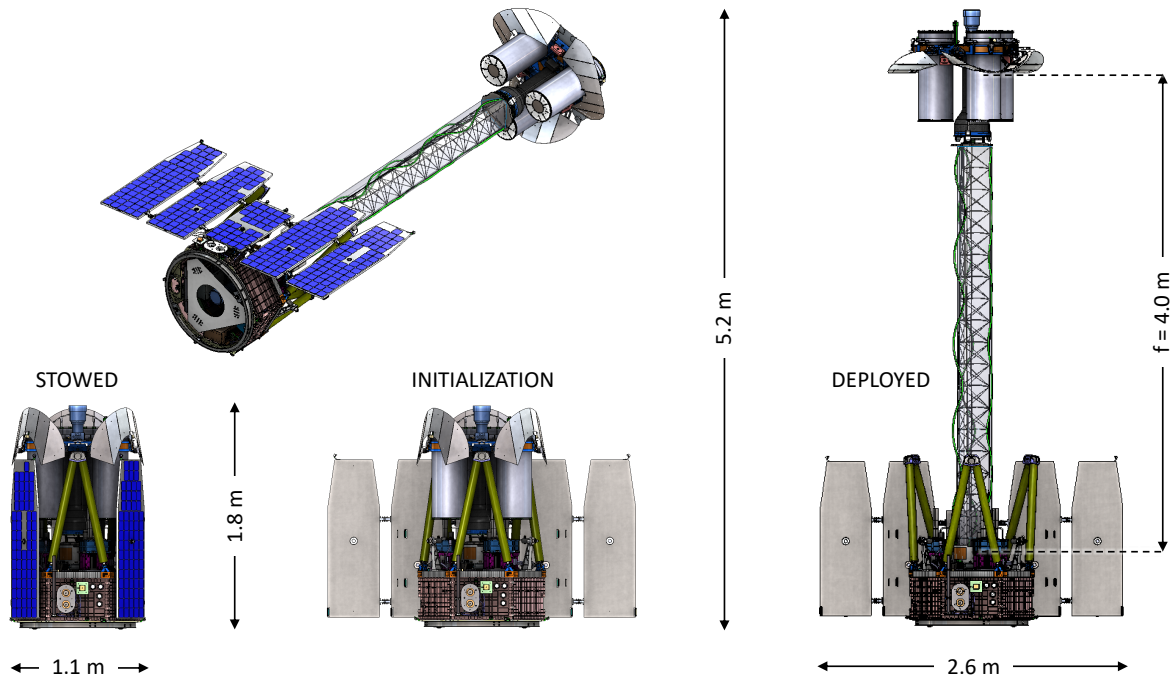 STOWED
INITIALIZATION
DEPLOYED
1.8 m
5.2 m
f = 4.0 m
1.1 m
2.6 m